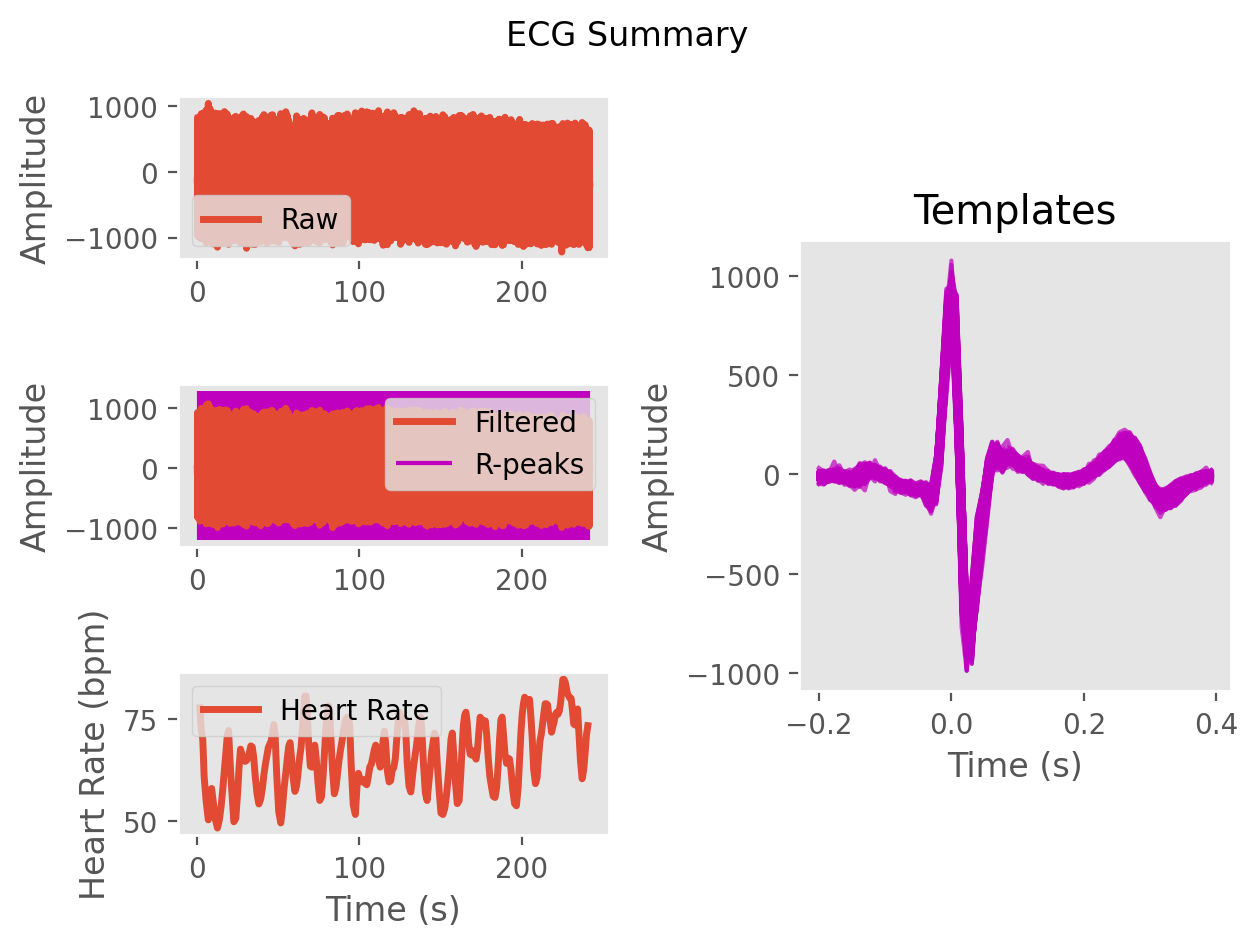 ECG Summary
Amplitude
1000
0
−1000
Raw
0 100 200
Amplitude
1000
0
−1000
Filtered
R-peaks
0 100 200
Heart Rate (bpm)
75
50
Heart Rate
0 100 200
Time (s)
Templates
Amplitude
1000
500
0
−500
−1000
−0.2 0.0 0.2 0.4
Time (s)